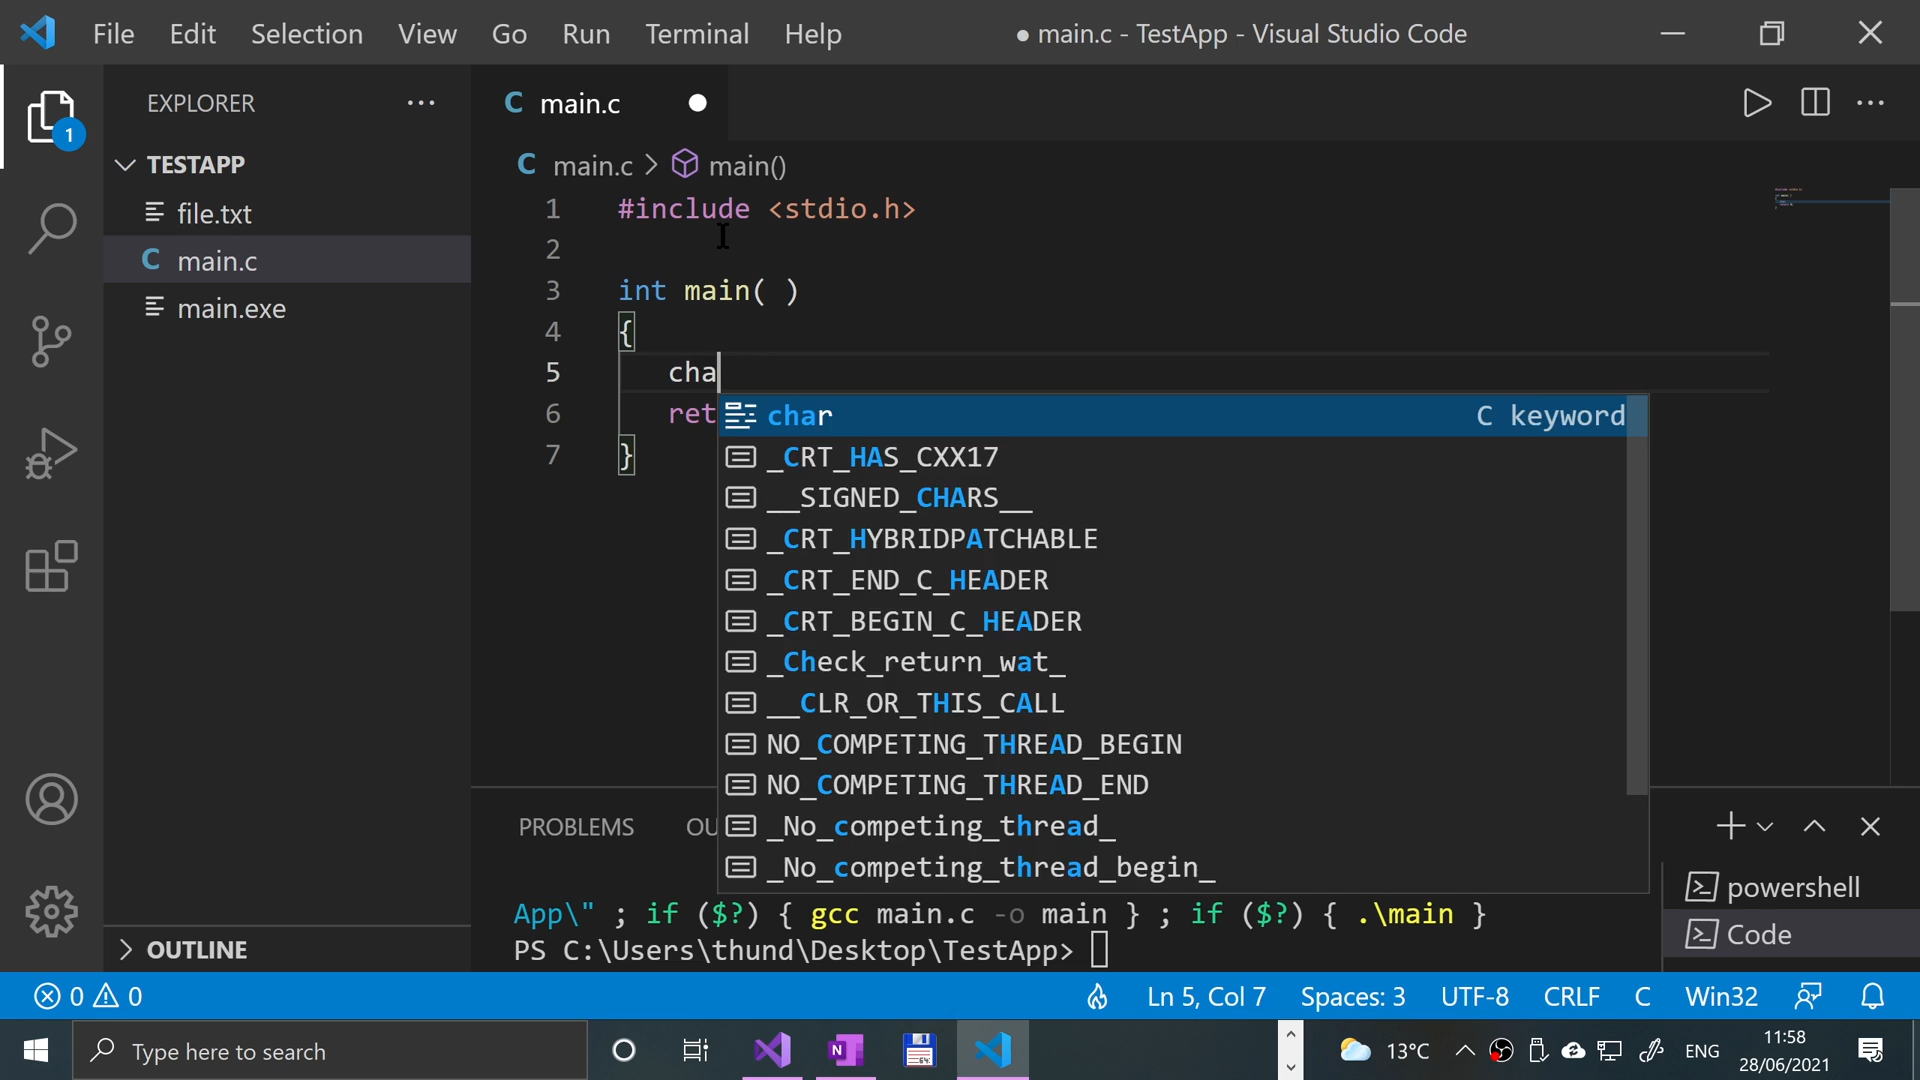 File Edit Selection View Go Run Terminal Help ● main.c - TestApp - Visual Studio Code
EXPLORER
TESTAPP
file.txt
C main.c
main.exe
OUTLINE
1
C main.c
C main.c > main()
1 #include <stdio.h>
2
3 int main( )
4 {
5 cha
6 ret
7 }
char C keyword
_CRT_HAS_CXX17
__SIGNED_CHARS__
_CRT_HYBRIDPATCHABLE
_CRT_END_C_HEADER
_CRT_BEGIN_C_HEADER
_Check_return_wat_
__CLR_OR_THIS_CALL
NO_COMPETING_THREAD_BEGIN
NO_COMPETING_THREAD_END
_No_competing_thread_
_No_competing_thread_begin_
PROBLEMS OU
App\" ; if ($?) { gcc main.c -o main } ; if ($?) { .\main }
PS C:\Users\thund\Desktop\TestApp>
powershell
Code
0 0 Ln 5, Col 7 Spaces: 3 UTF-8 CRLF C Win32
Type here to search
N
64
13°C ENG
11:58
28/06/2021